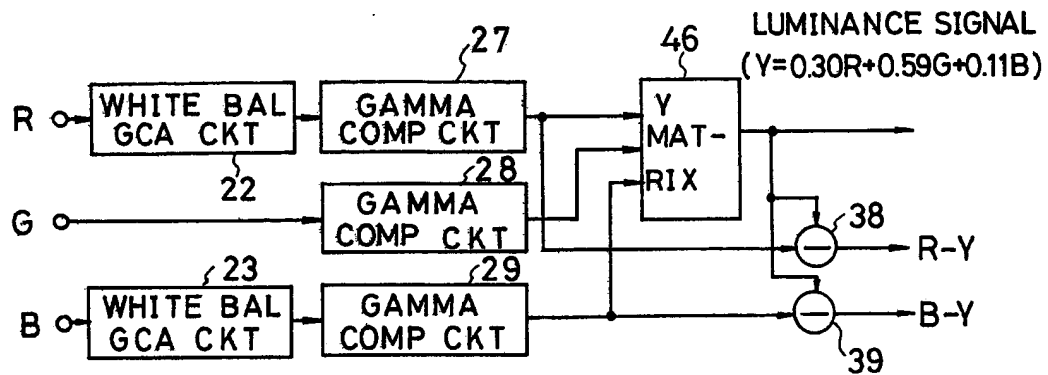 LUMINANCE SIGNAL
(Y=0.30R+0.59G+0.11B)
27
46
R
WHITE BAL
GCA CKT
22
GAMMA
COMP CKT
Y
MAT-
RIX
28
G
GAMMA
COMP CKT
38
R-Y
23
29
B
WHITE BAL
GCA CKT
GAMMA
COMP CKT
B-Y
39